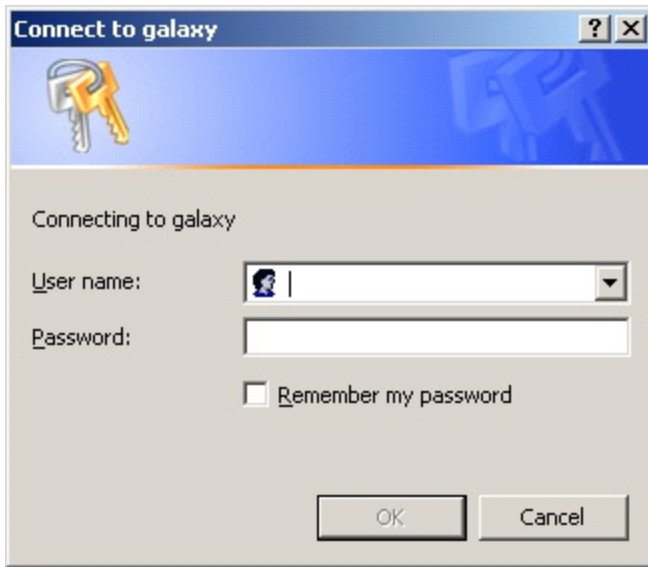 Connect to galaxy
Connecting to galaxy
User name:
Password:
Remember my password
OK Cancel